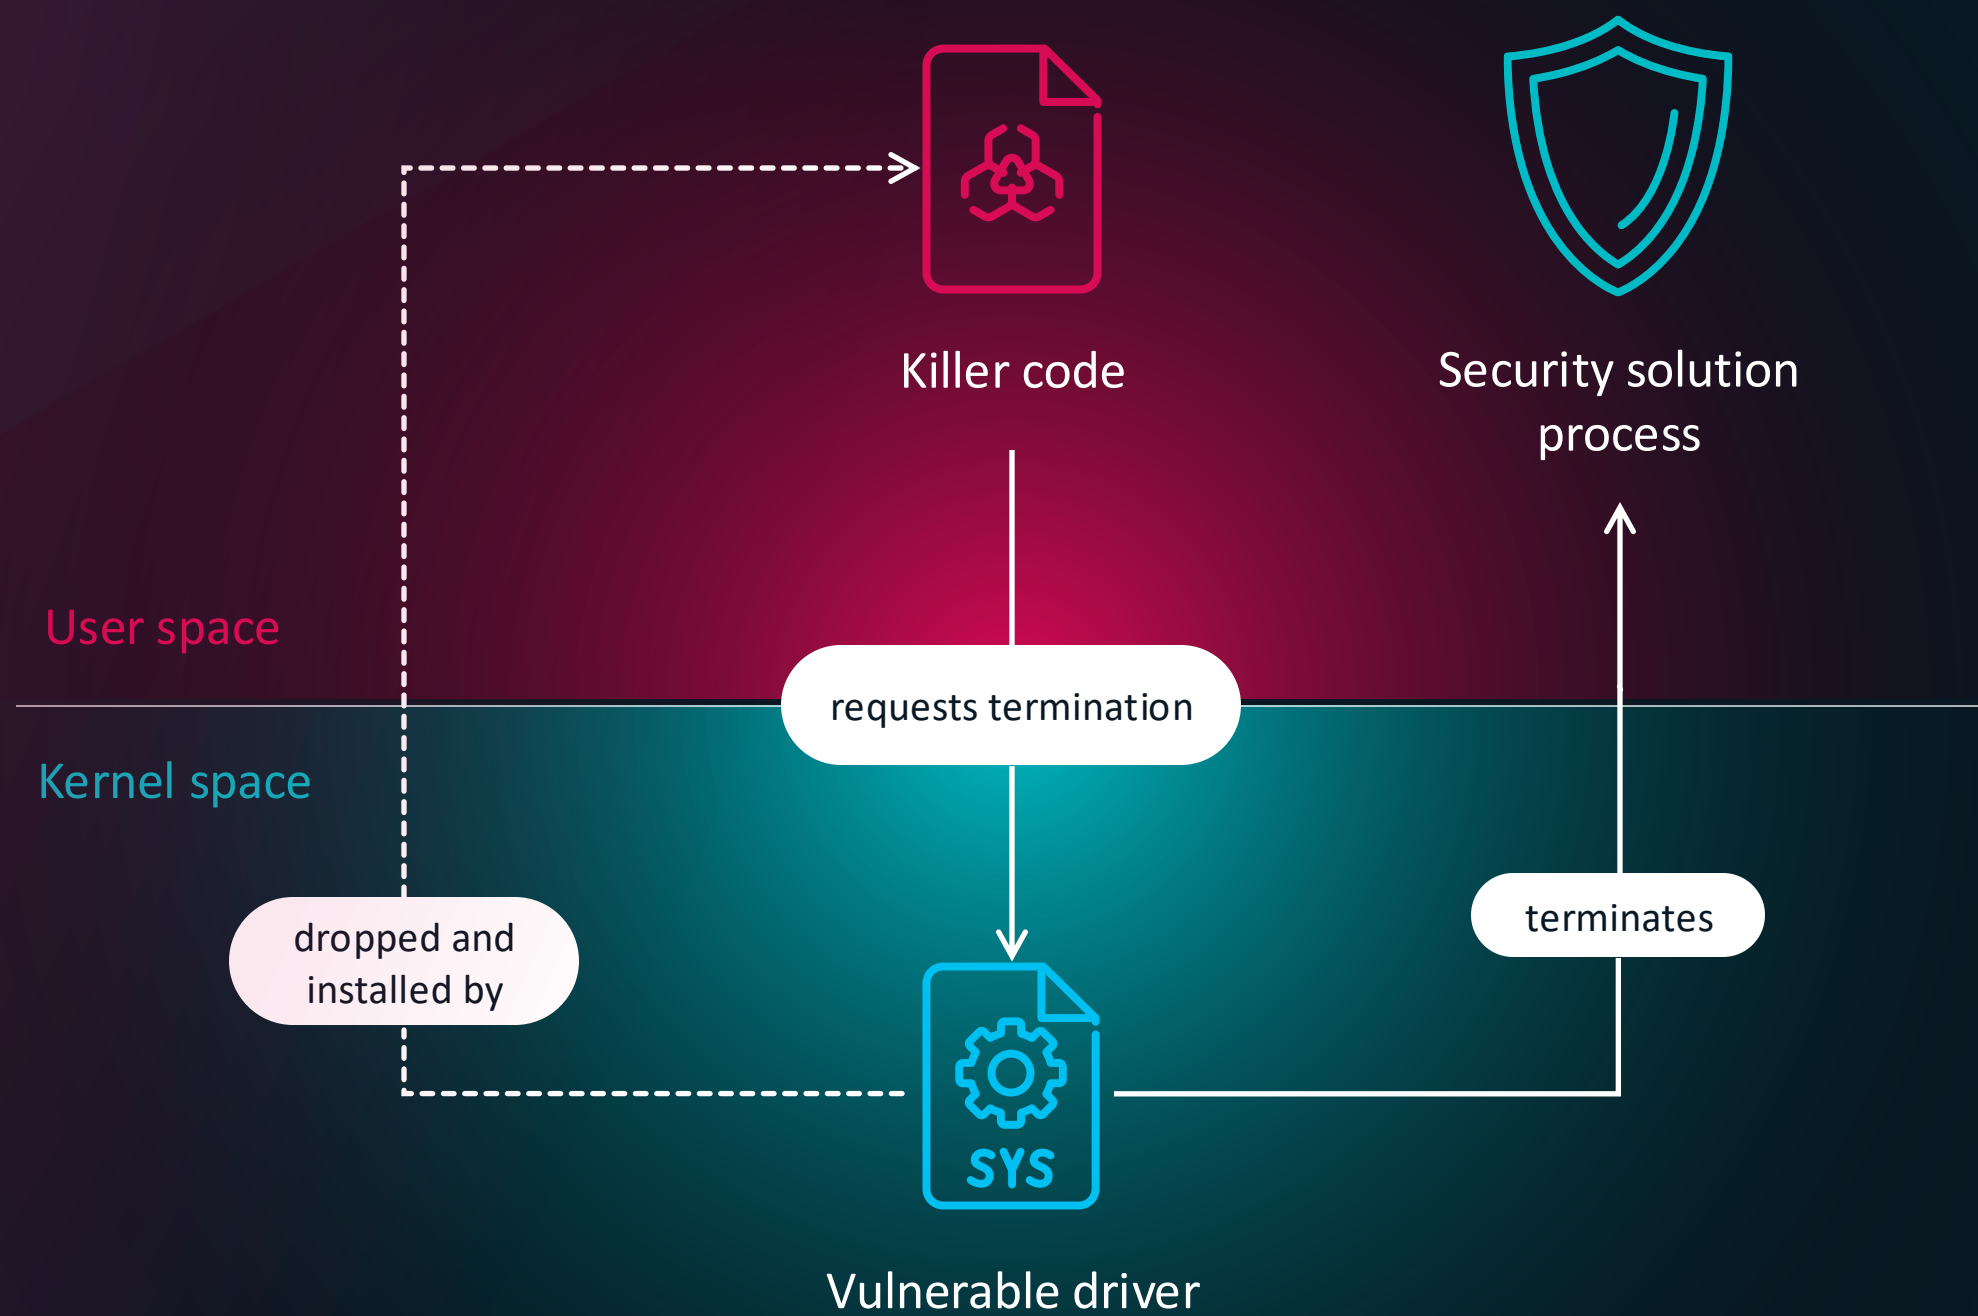 Killer code
Security solution
process
User space
requests termination
Kernel space
terminates
dropped and
installed by
SYS
Vulnerable driver